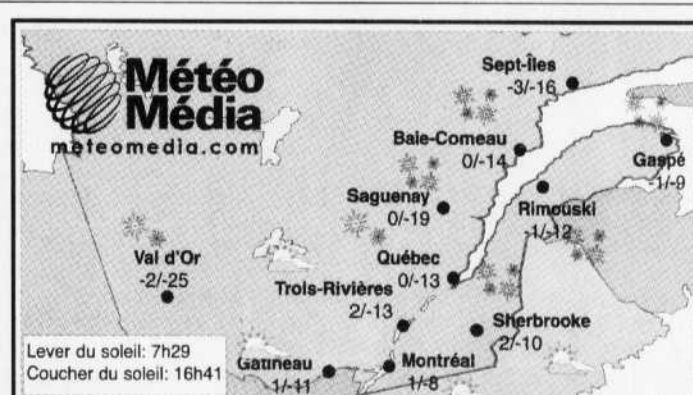 Météo
Média
meteomedia.com
Sept-Îles
-3/-16
Baie-Comeau
0/-14
Gaspé
-1/-9
Saguenay
0/-19
Rimouski
-1/-12
Val d'Or
-2/-25
Québec
0/-13
Trois-Rivières
2/-13
Sherbrooke
2/-10
Lever du soleil: 7h29
Coucher du soleil: 16h41
Gatineau
1/-11
Montréal
1/-8